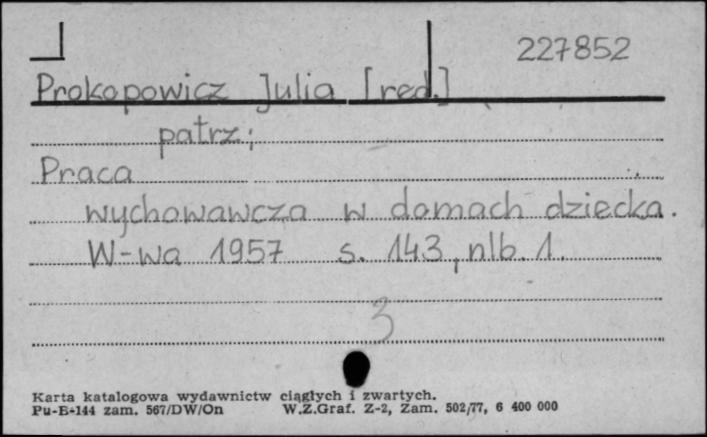 227852
Prokopowicz Julia [red.]
patrz:
Praca
wychowawcza w domach dziecka.
W-wa 1957 s. 143, nlb. 1.
3
Karta katalogowa wydawnictw ciągłych i zwartych.
Pu-B-144 zam. 567/DW/On W.Z.Graf. Z-2, Zam. 502/77, 6 400 000